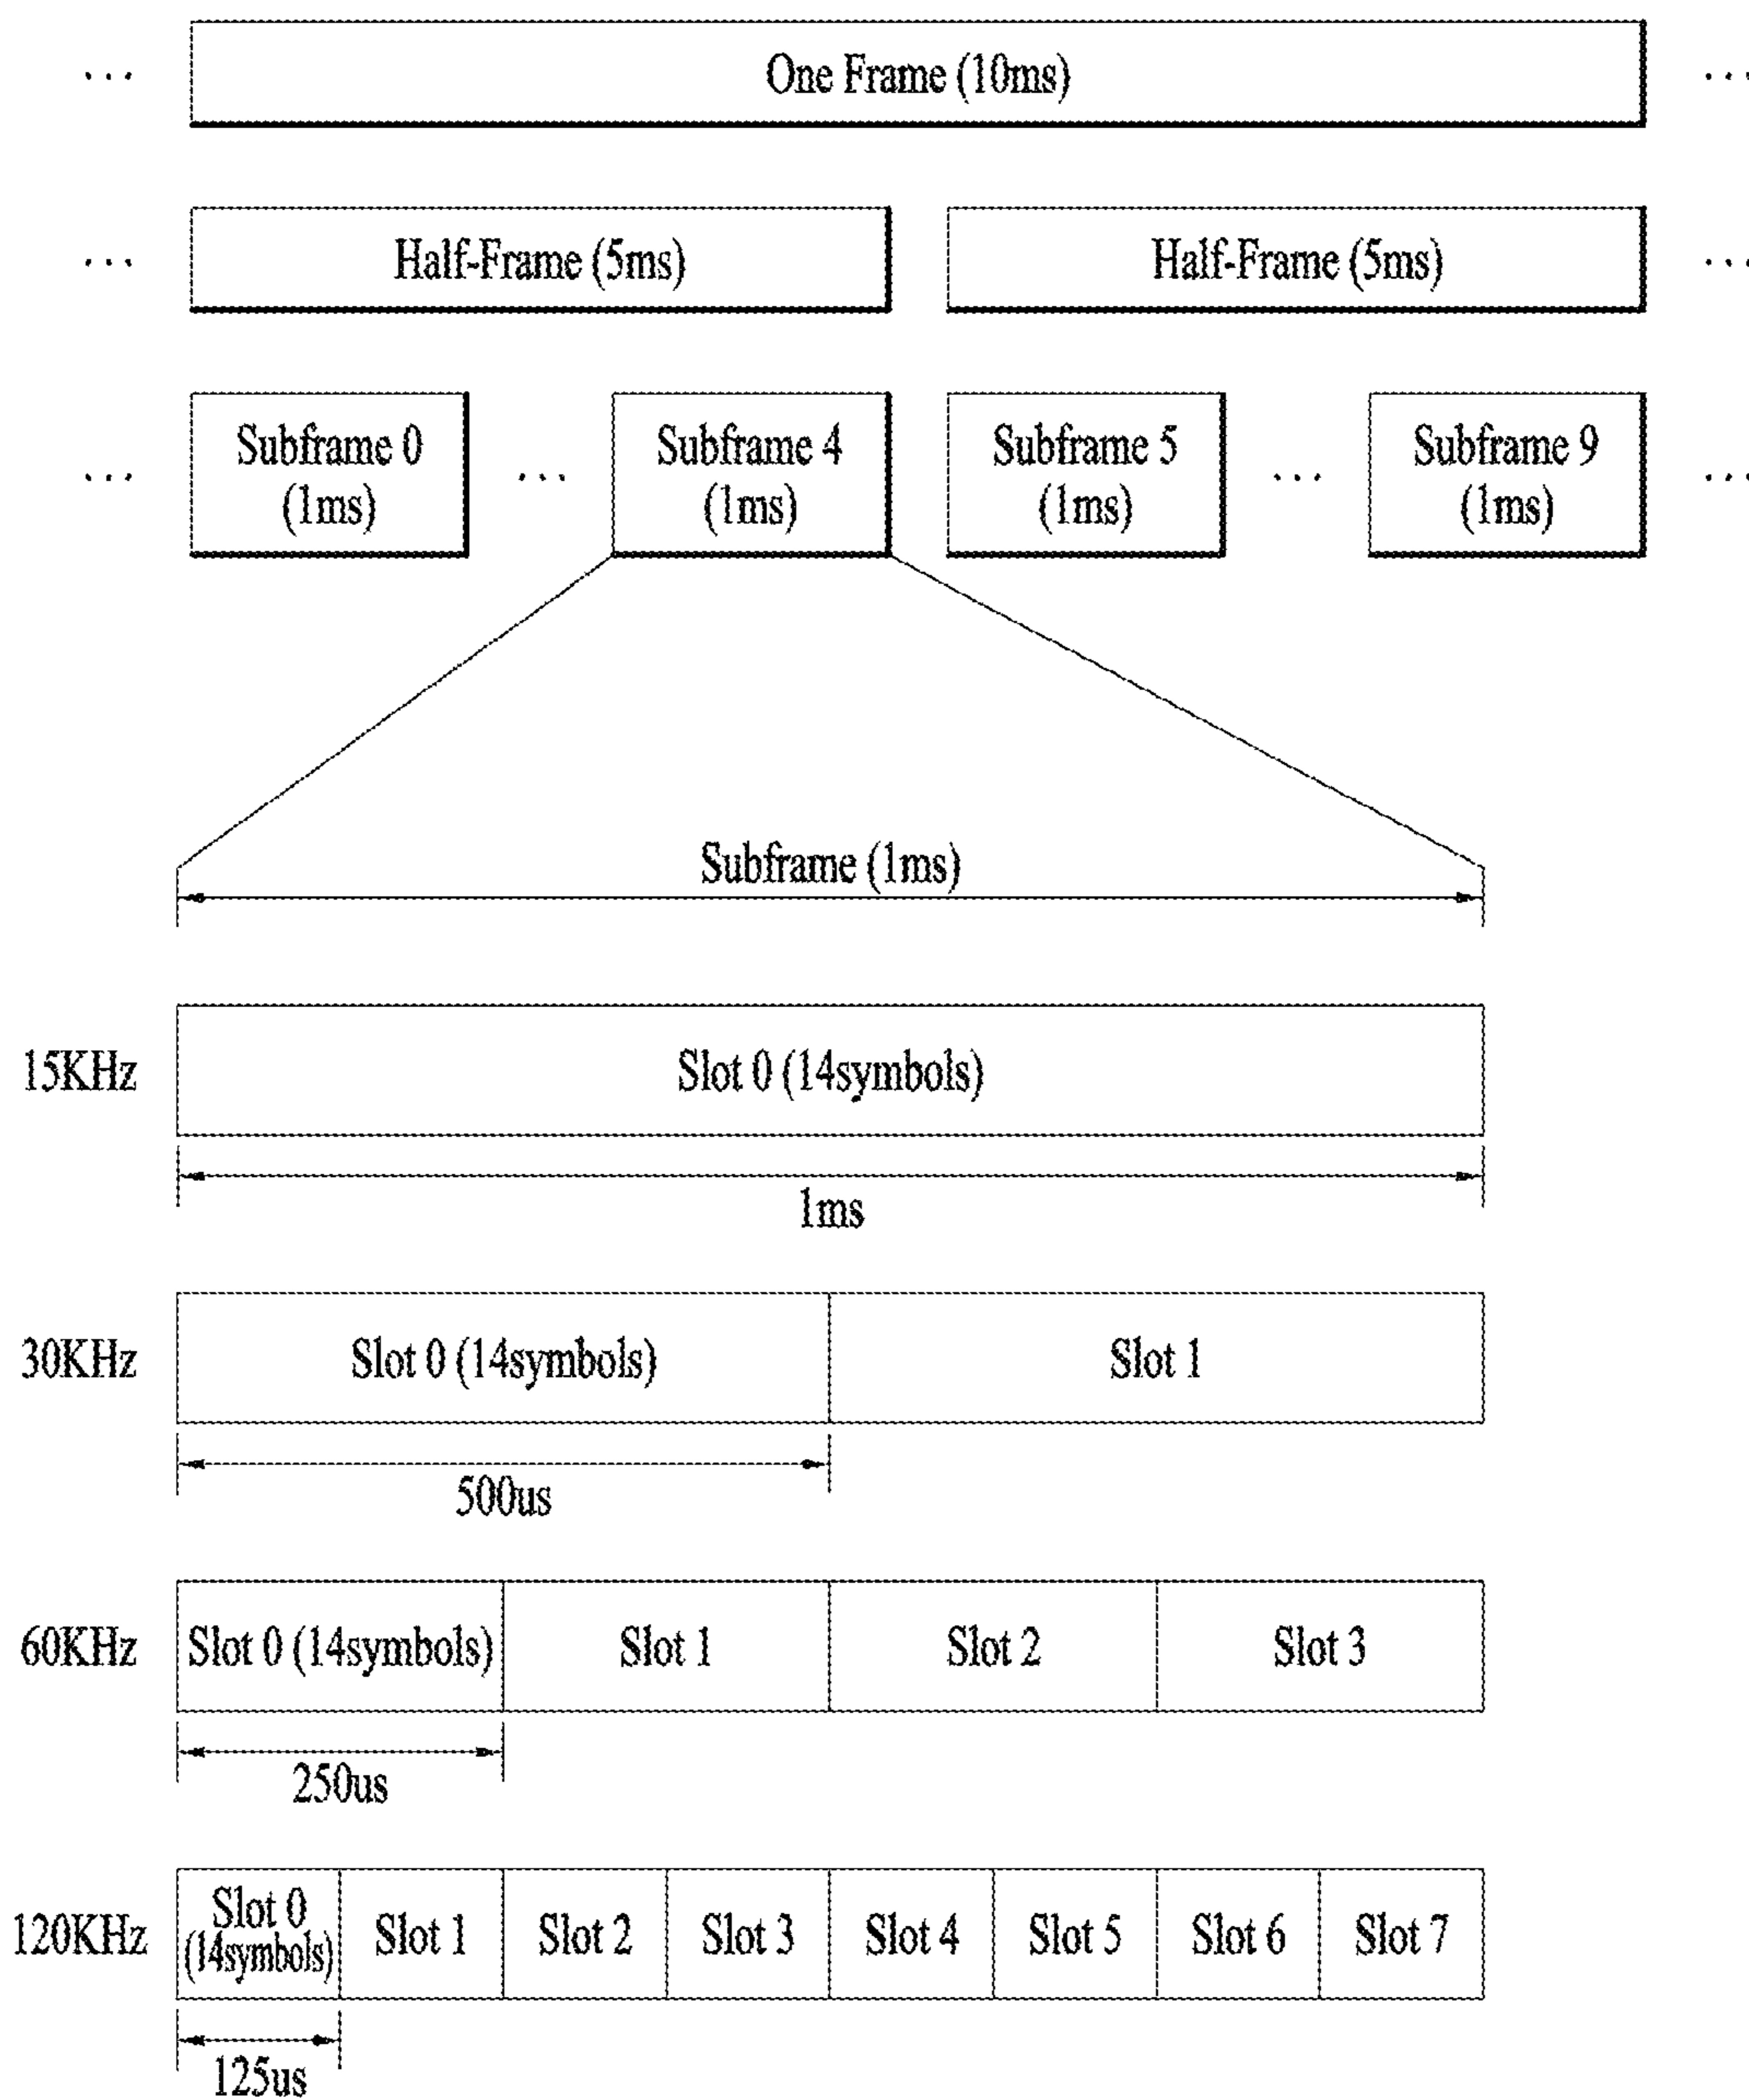 ... One Frame (10ms) ...
... Half-Frame (5ms) Half-Frame (5ms) ...
... Subframe 0 (1ms) ... Subframe 4 (1ms) Subframe 5 (1ms) ... Subframe 9 (1ms) ...
Subframe (1ms)
15KHz Slot 0 (14symbols)
1ms
30KHz Slot 0 (14symbols) Slot 1
500us
60KHz Slot 0 (14symbols) Slot 1 Slot 2 Slot 3
250us
120KHz Slot 0 (14symbols) Slot 1 Slot 2 Slot 3 Slot 4 Slot 5 Slot 6 Slot 7
125us